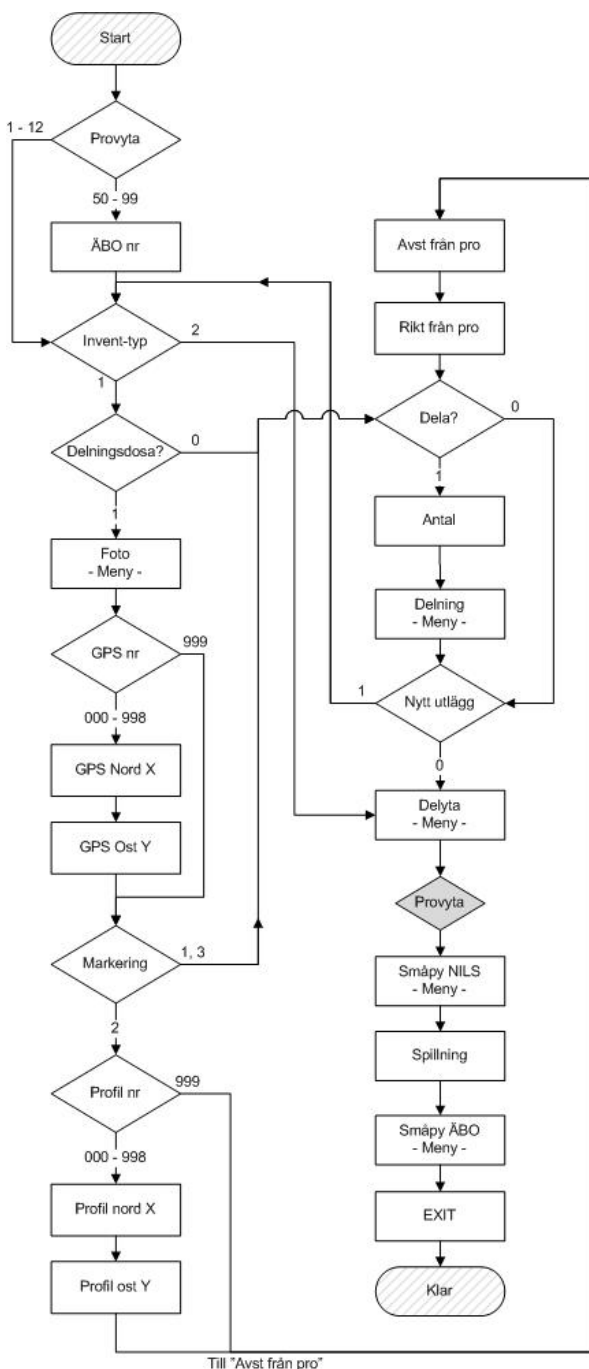 Start
1 - 12
Provyta
50 - 99
ÄBO nr
Invent-typ
2
1
Delningsdosa?
0
1
Foto
- Meny -
GPS nr
999
000 - 998
GPS Nord X
GPS Ost Y
Markering
1, 3
2
Profil nr
999
000 - 998
Profil nord X
Profil ost Y
Till "Avst från pro"
Avst från pro
Rikt från pro
Dela?
0
1
Antal
Delning
- Meny -
1
Nytt utlägg
0
Delyta
- Meny -
Provyta
Småpy NILS
- Meny -
Spillning
Småpy ÄBO
- Meny -
EXIT
Klar